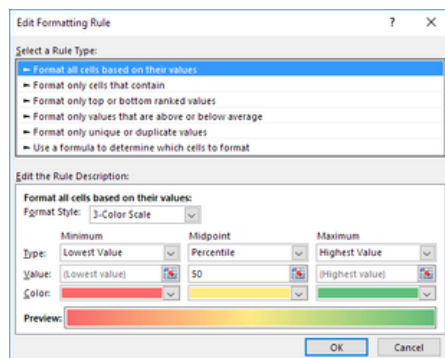 Edit Formatting Rule ? ×
Select a Rule Type:
► Format all cells based on their values
► Format only cells that contain
► Format only top or bottom ranked values
► Format only values that are above or below average
► Format only unique or duplicate values
► Use a formula to determine which cells to format
Edit the Rule Description:
Format all cells based on their values:
Format Style: 3-Color Scale
Minimum Midpoint Maximum
Type: Lowest Value Percentile Highest Value
Value: (Lowest value) 50 (Highest value)
Color:
Preview:
OK Cancel